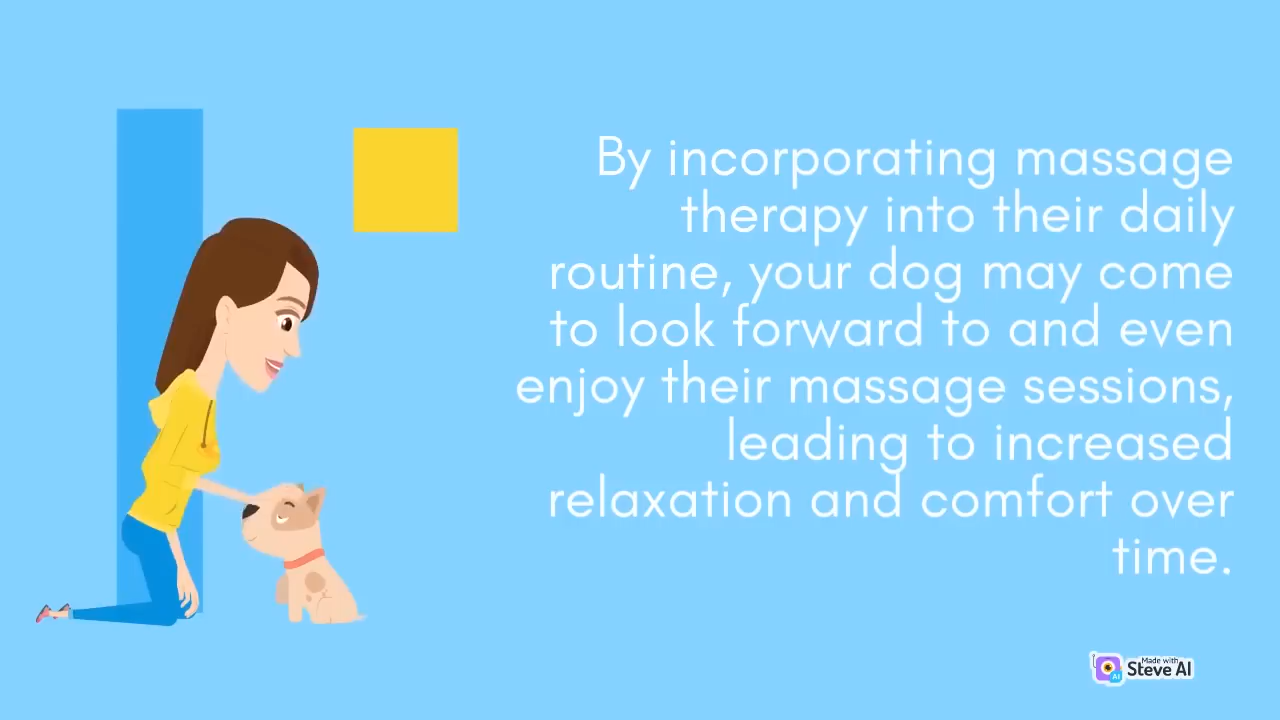 By incorporating massage
therapy into their daily
routine, your dog may come
to look forward to and even
enjoy their massage sessions,
leading to increased
relaxation and comfort over
time.
Made with
Steve AI
AI